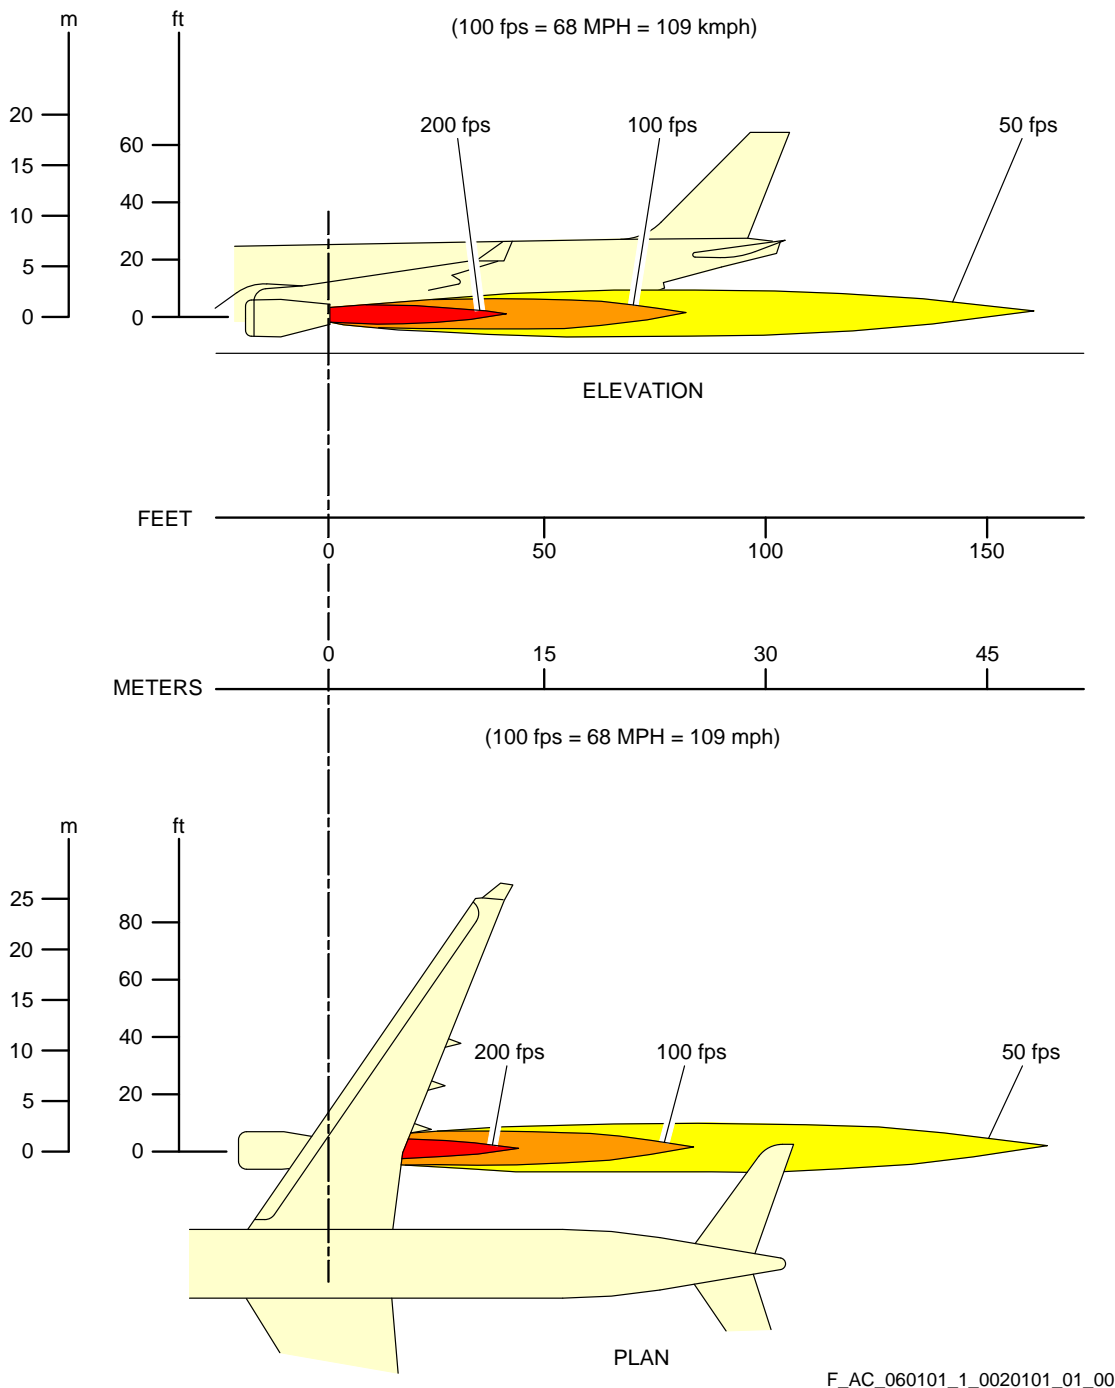 m
ft
(100 fps = 68 MPH = 109 kmph)
20
15
10
5
0
60
40
20
0
200 fps
100 fps
50 fps
ELEVATION
FEET
0
50
100
150
0
15
30
45
METERS
(100 fps = 68 MPH = 109 mph)
m
ft
25
20
15
10
5
0
80
60
40
20
0
200 fps
100 fps
50 fps
PLAN
F_AC_060101_1_0020101_01_00